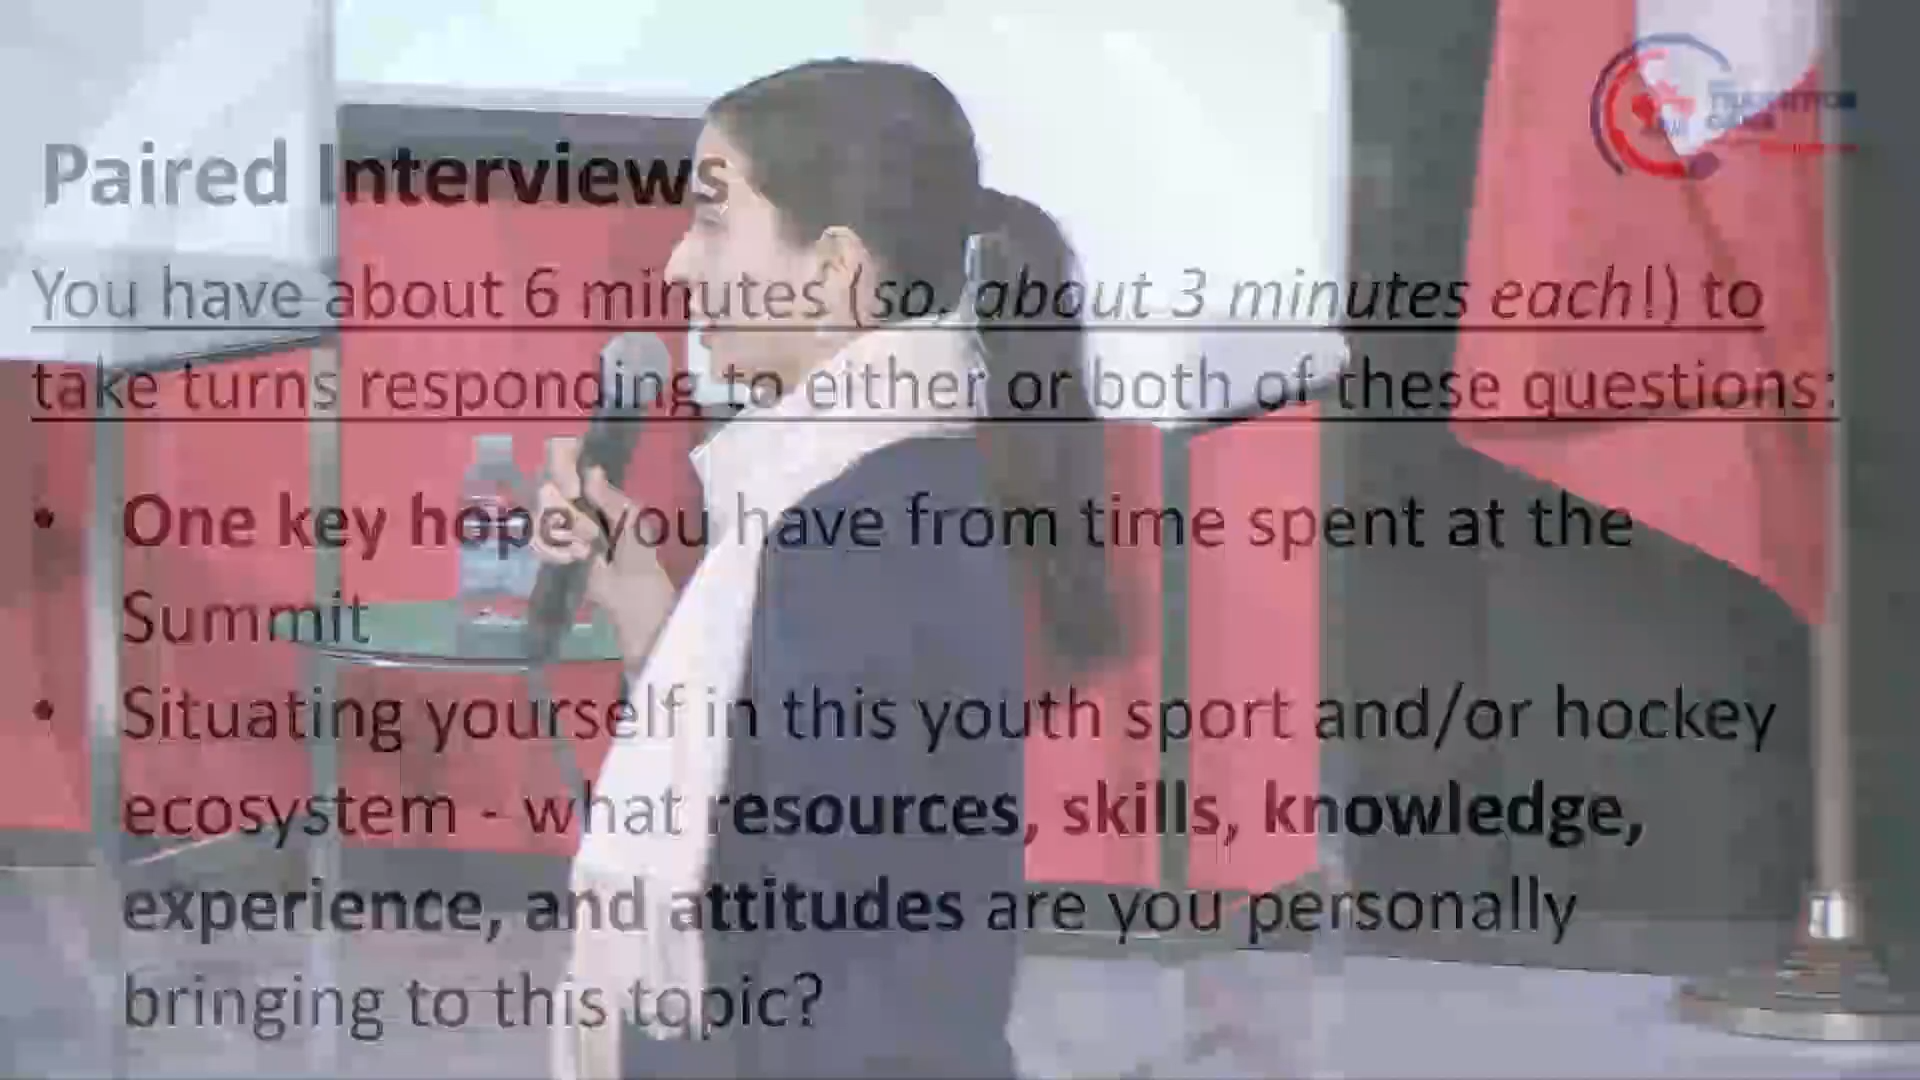 Paired Interviews
You have about 6 minutes (so, about 3 minutes each!) to
take turns responding to either or both of these questions:
• One key hope you have from time spent at the
Summit
• Situating yourself in this youth sport and/or hockey
ecosystem - what resources, skills, knowledge,
experience, and attitudes are you personally
bringing to this topic?